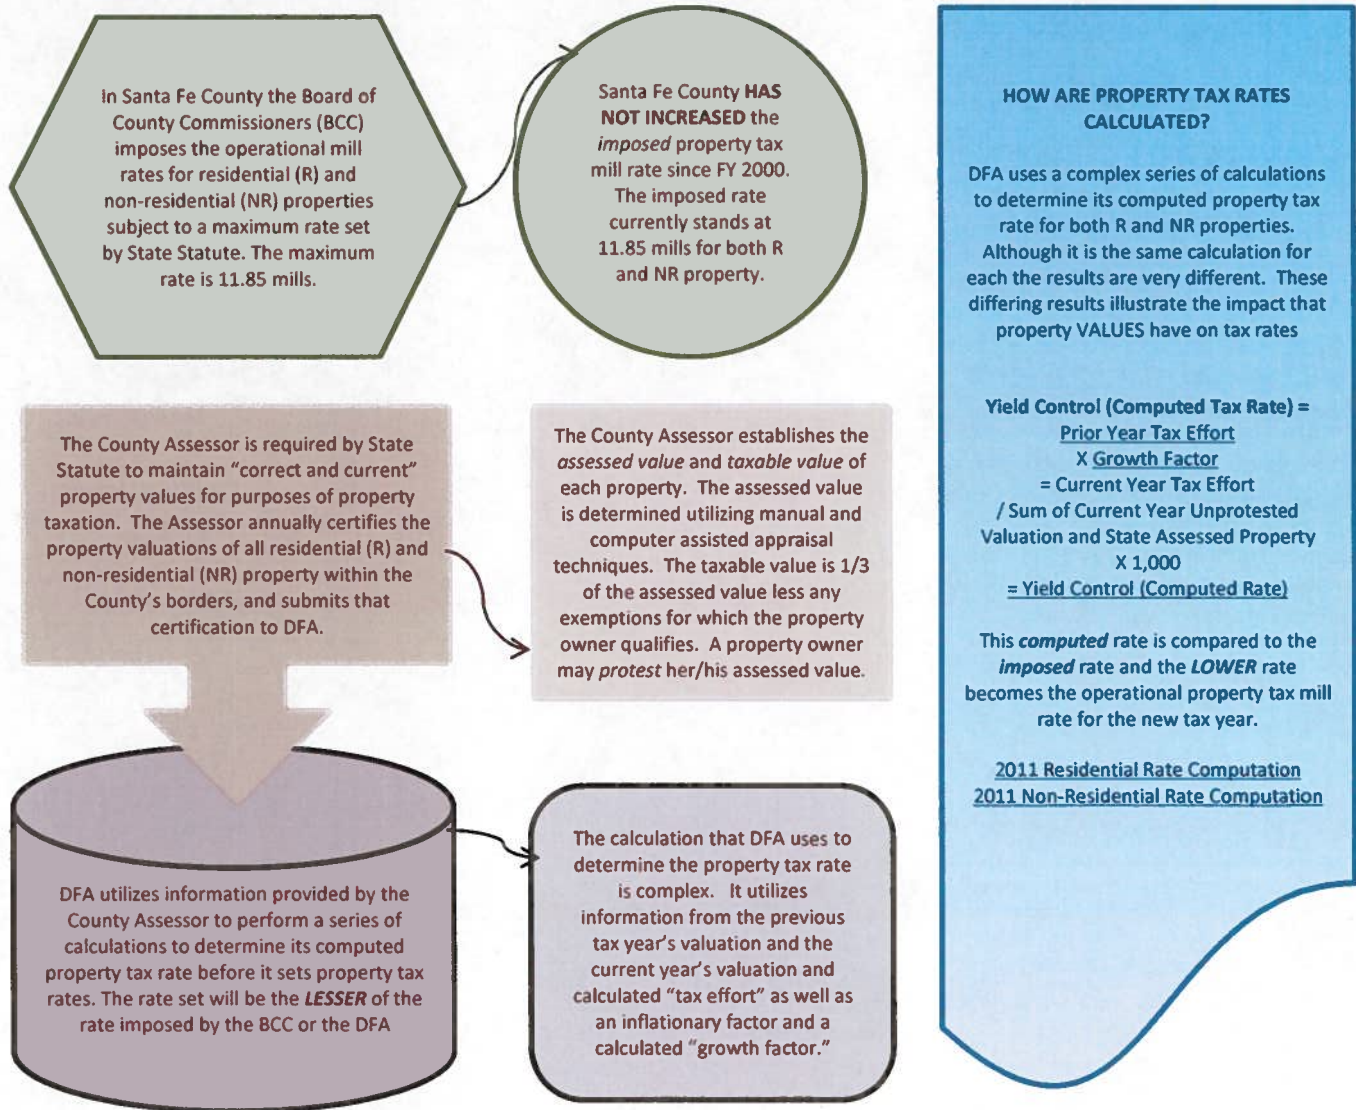 In Santa Fe County the Board of
County Commissioners (BCC)
imposes the operational mill
rates for residential (R) and
non-residential (NR) properties
subject to a maximum rate set
by State Statute. The maximum
rate is 11.85 mills.
Santa Fe County HAS
NOT INCREASED the
imposed property tax
mill rate since FY 2000.
The imposed rate
currently stands at
11.85 mills for both R
and NR property.
The County Assessor is required by State
Statute to maintain “correct and current”
property values for purposes of property
taxation. The Assessor annually certifies the
property valuations of all residential (R) and
non-residential (NR) property within the
County’s borders, and submits that
certification to DFA.
The County Assessor establishes the
assessed value and taxable value of
each property. The assessed value
is determined utilizing manual and
computer assisted appraisal
techniques. The taxable value is 1/3
of the assessed value less any
exemptions for which the property
owner qualifies. A property owner
may protest her/his assessed value.
DFA utilizes information provided by the
County Assessor to perform a series of
calculations to determine its computed
property tax rate before it sets property tax
rates. The rate set will be the LESSER of the
rate imposed by the BCC or the DFA
The calculation that DFA uses to
determine the property tax rate
is complex. It utilizes
information from the previous
tax year’s valuation and the
current year’s valuation and
calculated “tax effort” as well as
an inflationary factor and a
calculated “growth factor.”
HOW ARE PROPERTY TAX RATES
CALCULATED?
DFA uses a complex series of calculations
to determine its computed property tax
rate for both R and NR properties.
Although it is the same calculation for
each the results are very different. These
differing results illustrate the impact that
property VALUES have on tax rates
Yield Control (Computed Tax Rate) =
Prior Year Tax Effort
X Growth Factor
= Current Year Tax Effort
/ Sum of Current Year Unprotested
Valuation and State Assessed Property
X 1,000
= Yield Control (Computed Rate)
This computed rate is compared to the
imposed rate and the LOWER rate
becomes the operational property tax mill
rate for the new tax year.
2011 Residential Rate Computation
2011 Non-Residential Rate Computation